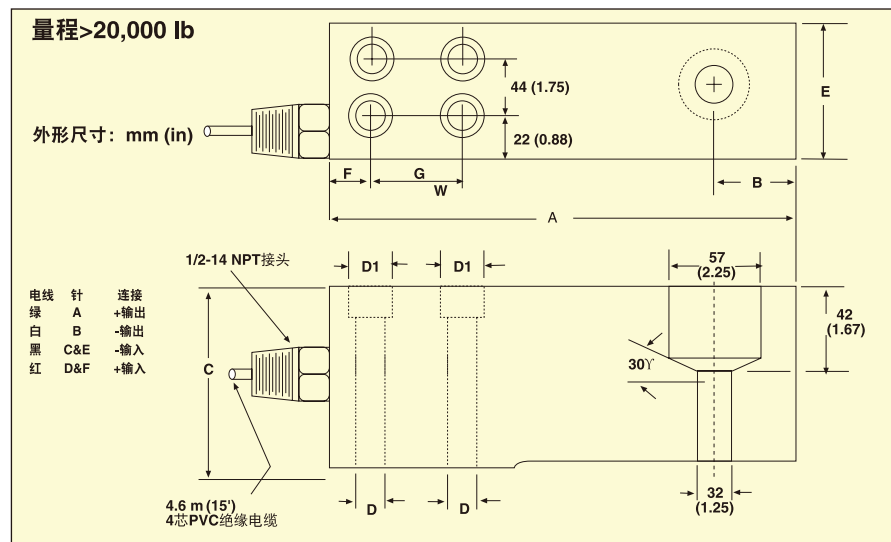 量程>20,000 lb
外形尺寸：mm (in)
44 (1.75)
22 (0.88)
E
F
G
W
B
A
1/2-14 NPT接头
D1
D1
57
(2.25)
电线 针 连接
绿 A +输出
白 B -输出
黑 C&E -输入
红 D&F +输入
C
42
(1.67)
30ϒ
4.6 m (15')
4芯PVC绝缘电缆
D
D
32
(1.25)